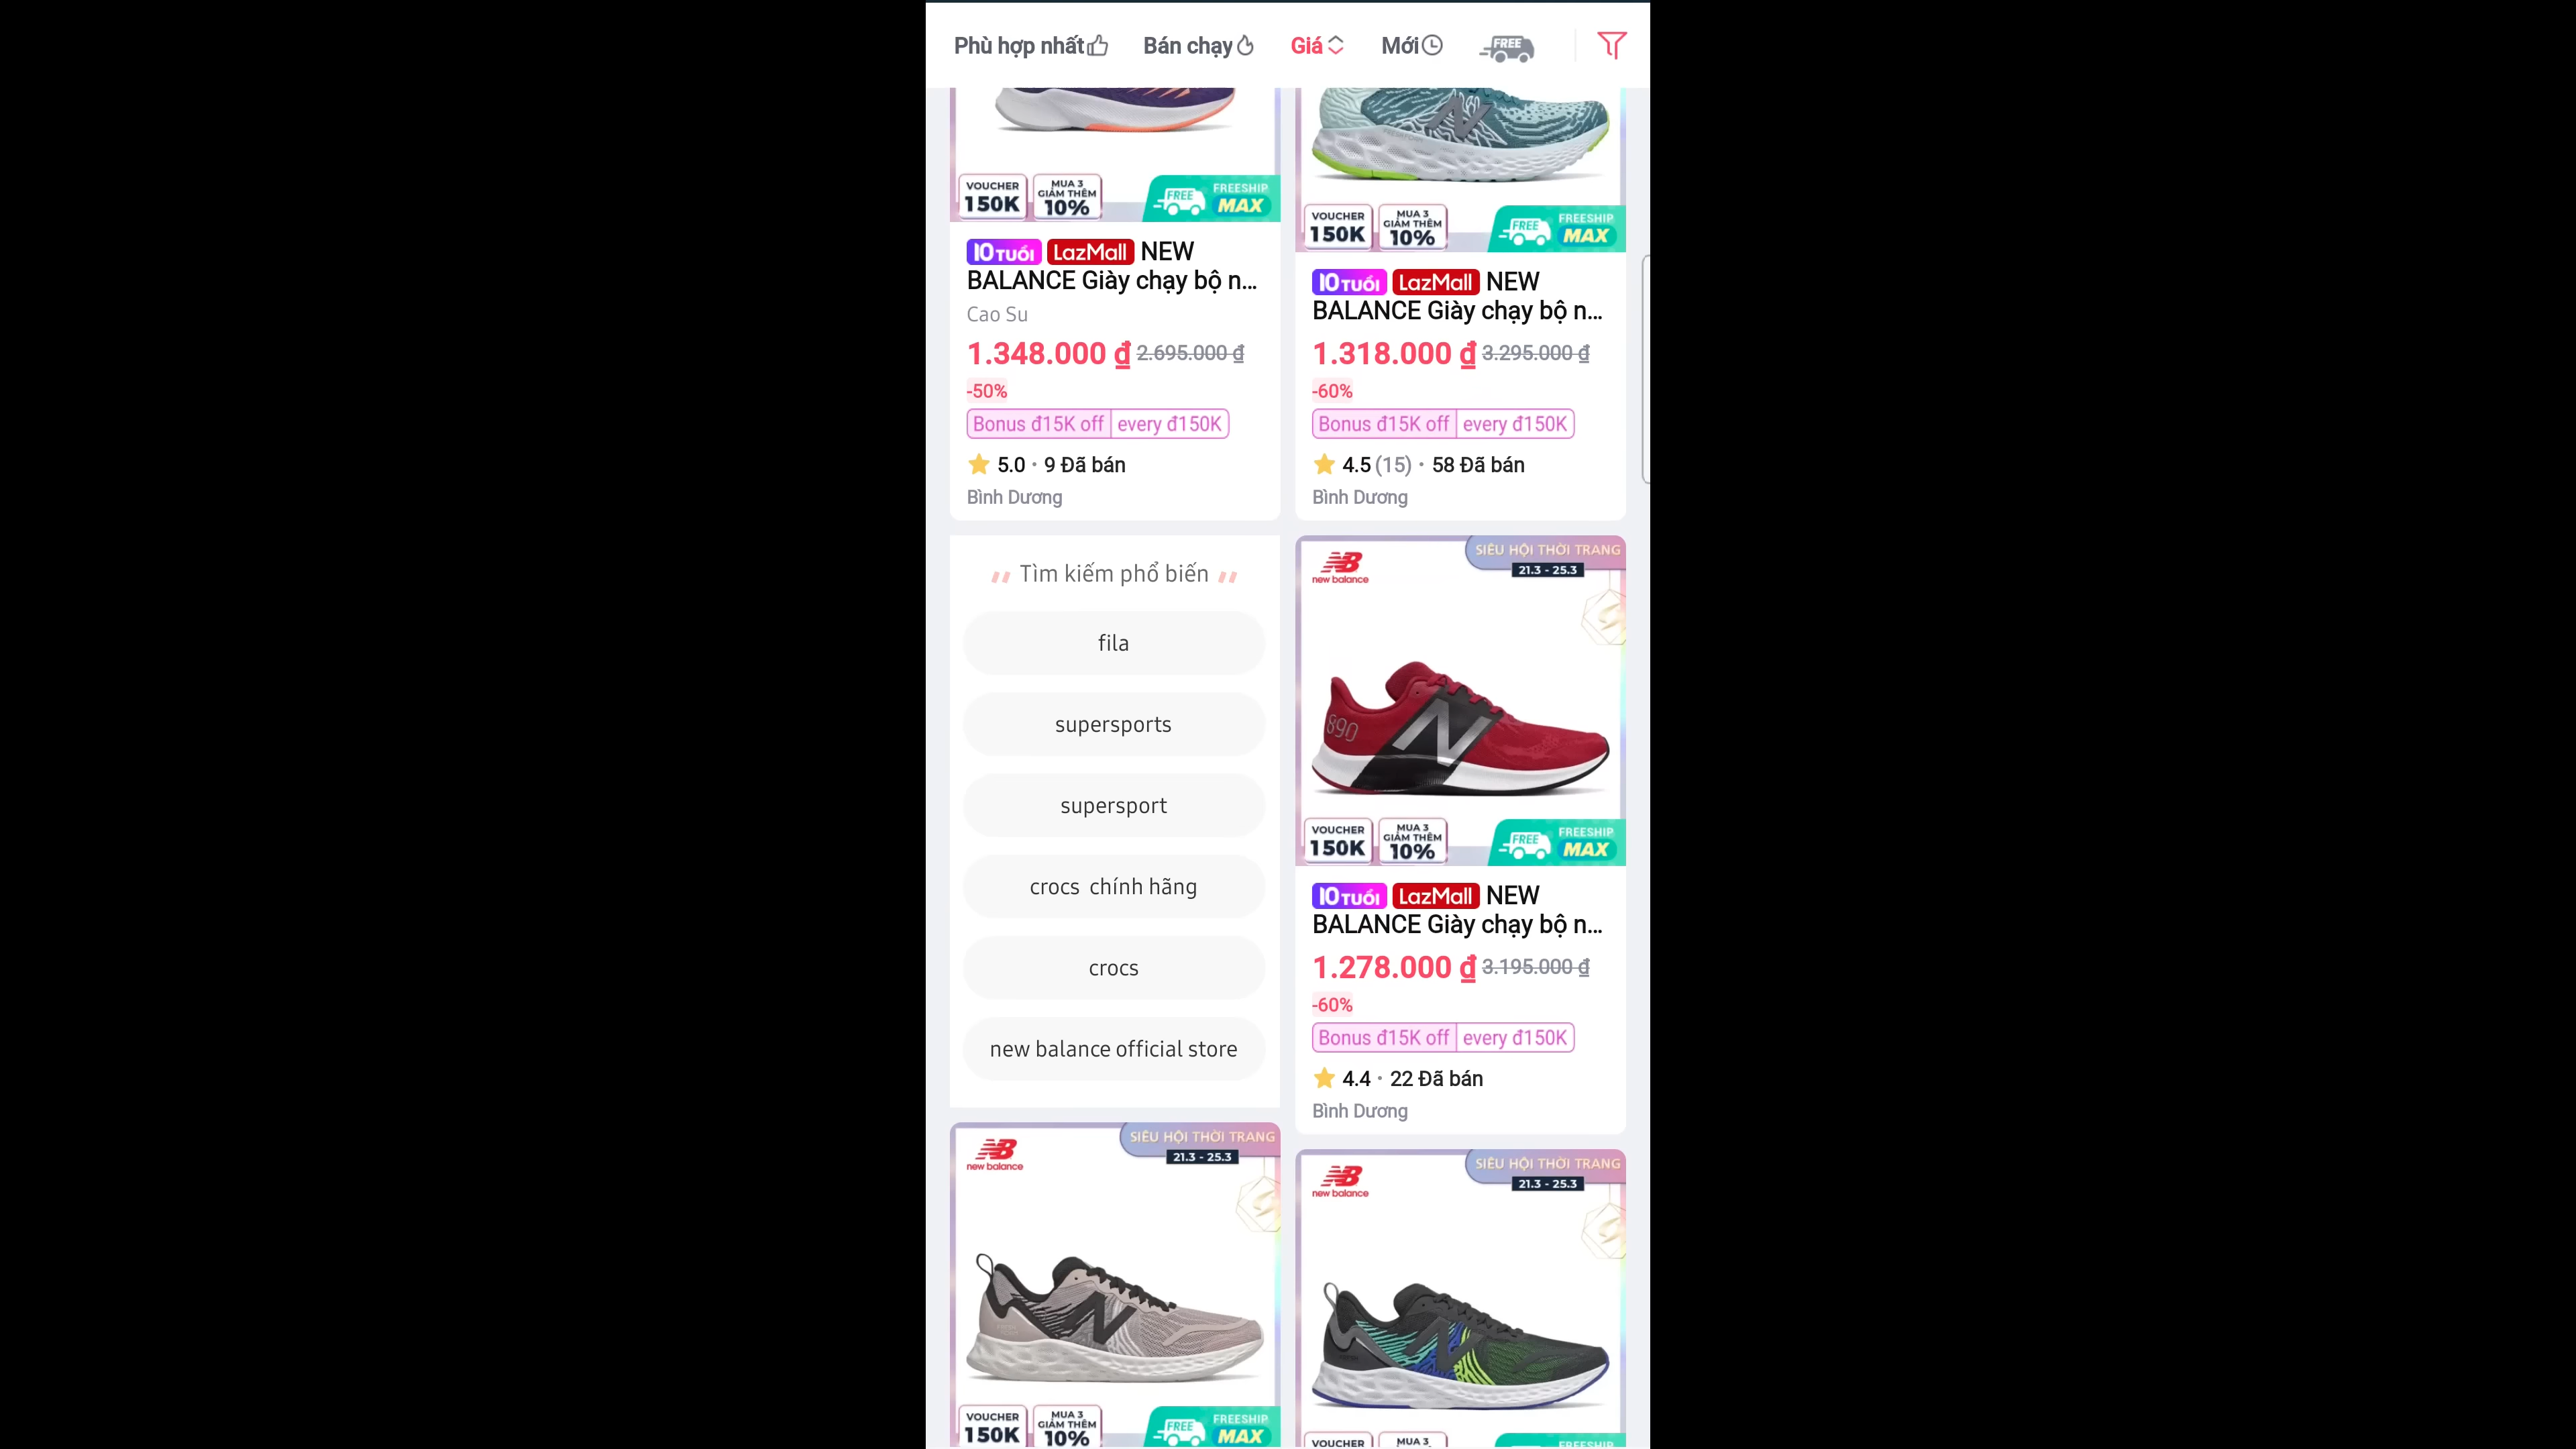 Phù hợp nhất Bán chạy Giá Mới FREE
VOUCHER 150K
MUA 3 GIẢM THÊM 10%
FREE FREESHIP MAX
10 TUỔI LazMall NEW
BALANCE Giày chạy bộ n...
Cao Su
1.348.000 ₫ 2.695.000 ₫
-50%
Bonus đ15K off every đ150K
5.0 · 9 Đã bán
Bình Dương
VOUCHER 150K
MUA 3 GIẢM THÊM 10%
FREE FREESHIP MAX
10 TUỔI LazMall NEW
BALANCE Giày chạy bộ n...
1.318.000 ₫ 3.295.000 ₫
-60%
Bonus đ15K off every đ150K
4.5 (15) · 58 Đã bán
Bình Dương
Tìm kiếm phổ biến
fila
supersports
supersport
crocs chính hãng
crocs
new balance official store
new balance
SIÊU HỘI THỜI TRANG
21.3 - 25.3
890
VOUCHER 150K
MUA 3 GIẢM THÊM 10%
FREE FREESHIP MAX
10 TUỔI LazMall NEW
BALANCE Giày chạy bộ n...
1.278.000 ₫ 3.195.000 ₫
-60%
Bonus đ15K off every đ150K
4.4 · 22 Đã bán
Bình Dương
new balance
SIÊU HỘI THỜI TRANG
21.3 - 25.3
VOUCHER 150K
MUA 3 GIẢM THÊM 10%
FREE FREESHIP MAX
new balance
SIÊU HỘI THỜI TRANG
21.3 - 25.3
VOUCHER
MUA 3
FREESHIP